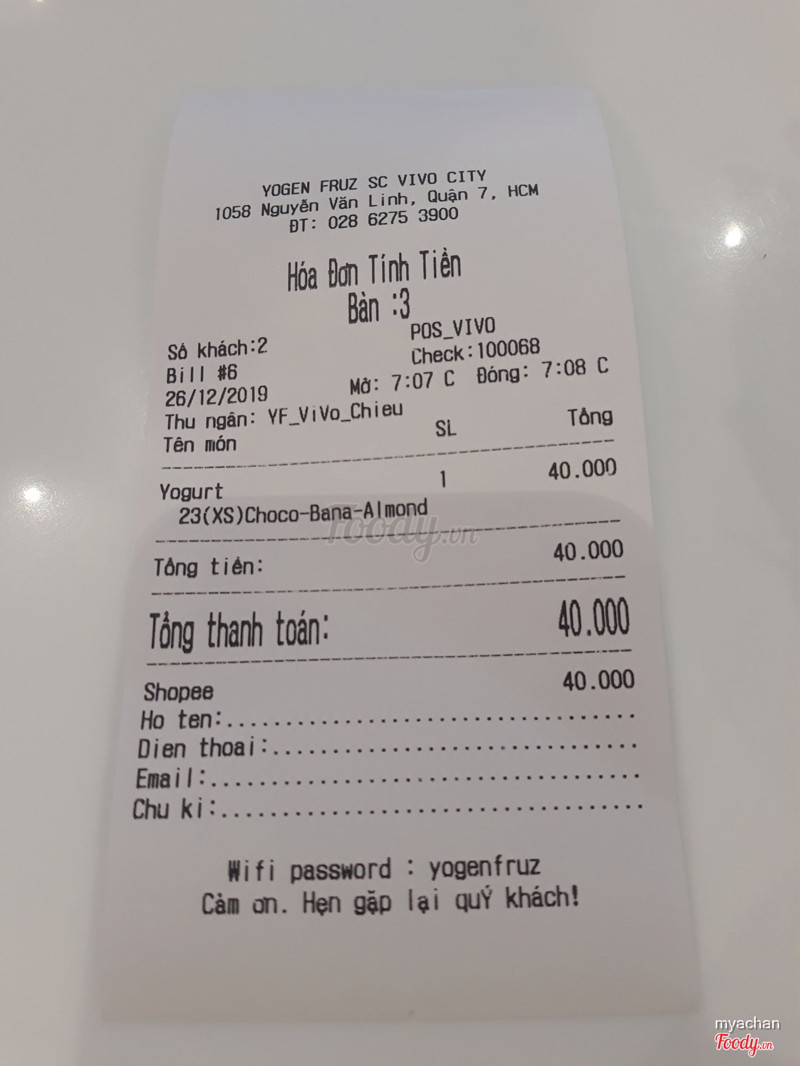 YOGEN FRUZ SC VIVO CITY
1058 Nguyễn Văn Linh, Quận 7, HCM
ĐT: 028 6275 3900
Hóa Đơn Tính Tiền
Bàn :3
POS_VIVO
Số khách:2
Check:100068
Bill #6
26/12/2019 Mở: 7:07 C Đóng: 7:08 C
Thu ngân: YF_ViVo_Chieu
Tên món SL Tổng
Yogurt 1 40.000
23(XS)Choco-Bana-Almond
foody.vn
Tổng tiền: 40.000
Tổng thanh toán: 40.000
Shopee 40.000
Ho ten:.....................................
Dien thoai:.................................
Email:......................................
Chu ki:.....................................
Wifi password : yogenfruz
Cảm ơn. Hẹn gặp lại quÝ khách!
myachan
Foody.vn